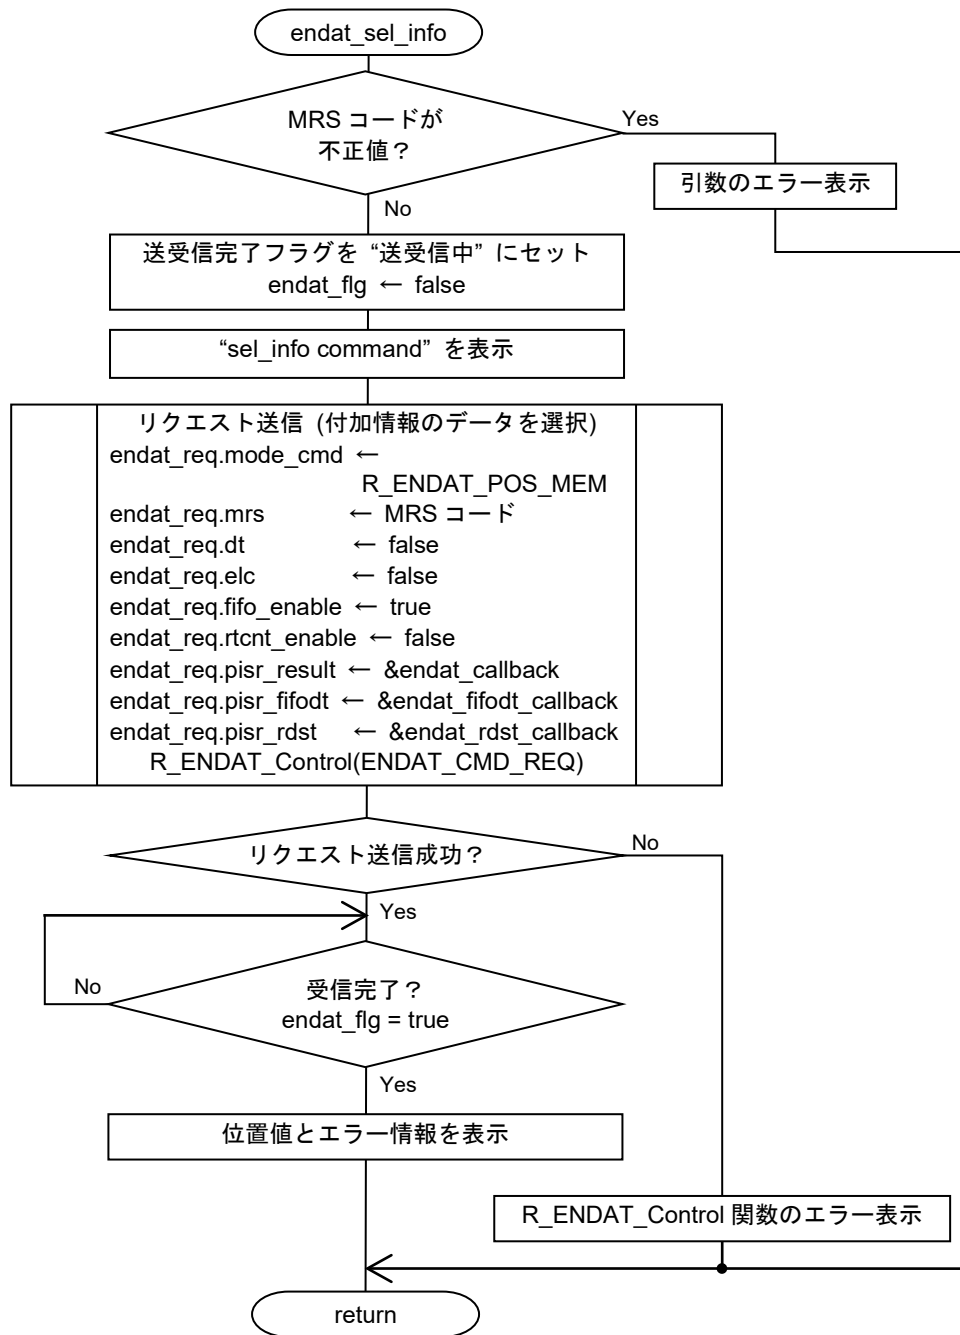 endat_sel_info
MRS コードが
不正値？
Yes
引数のエラー表示
No
送受信完了フラグを “送受信中” にセット
endat_flg ← false
“sel_info command” を表示
リクエスト送信 (付加情報のデータを選択)
endat_req.mode_cmd ←
R_ENDAT_POS_MEM
endat_req.mrs ← MRS コード
endat_req.dt ← false
endat_req.elc ← false
endat_req.fifo_enable ← true
endat_req.rtcnt_enable ← false
endat_req.pisr_result ← &endat_callback
endat_req.pisr_fifodt ← &endat_fifodt_callback
endat_req.pisr_rdst ← &endat_rdst_callback
R_ENDAT_Control(ENDAT_CMD_REQ)
リクエスト送信成功？
No
Yes
受信完了？
endat_flg = true
No
Yes
位置値とエラー情報を表示
R_ENDAT_Control 関数のエラー表示
return